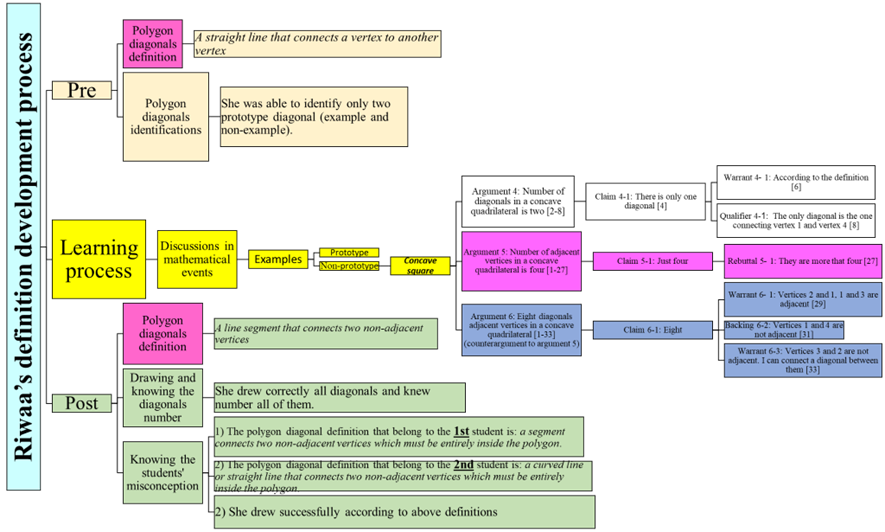 Riwaa's definition development process
Pre
Polygon
diagonals
definition
A straight line that connects a vertex to another
vertex
Polygon
diagonals
identifications
She was able to identify only two
prototype diagonal (example and
non-example).
Learning
process
Discussions in
mathematical
events
Examples
Prototype
Non-prototype
Concave
square
Argument 4: Number of
diagonals in a concave
quadrilateral is two [2-8]
Claim 4-1: There is only one
diagonal [4]
Warrant 4- 1: According to the definition
[6]
Qualifier 4-1: The only diagonal is the one
connecting vertex 1 and vertex 4 [8]
Argument 5: Number of adjacent
vertices in a concave
quadrilateral is four [1-27]
Claim 5-1: Just four
Rebuttal 5- 1: They are more that four [27]
Argument 6: Eight diagonals
adjacent vertices in a concave
quadrilateral [1-33]
(counterargument to argument 5)
Claim 6-1: Eight
Warrant 6- 1: Vertices 2 and 1, 1 and 3 are
adjacent [29]
Backing 6-2: Vertices 1 and 4 are
not adjacent [31]
Warrant 6-3: Vertices 3 and 2 are not
adjacent. I can connect a diagonal between
them [33]
Post
Polygon
diagonals
definition
A line segment that connects two non-adjacent
vertices
Drawing and
knowing the
diagonals
number
She drew correctly all diagonals and knew
number all of them.
Knowing the
students'
misconception
1) The polygon diagonal definition that belong to the 1st student is: a segment
connects two non-adjacent vertices which must be entirely inside the polygon.
2) The polygon diagonal definition that belong to the 2nd student is: a curved line
or straight line that connects two non-adjacent vertices which must be entirely
inside the polygon.
2) She drew successfully according to above definitions